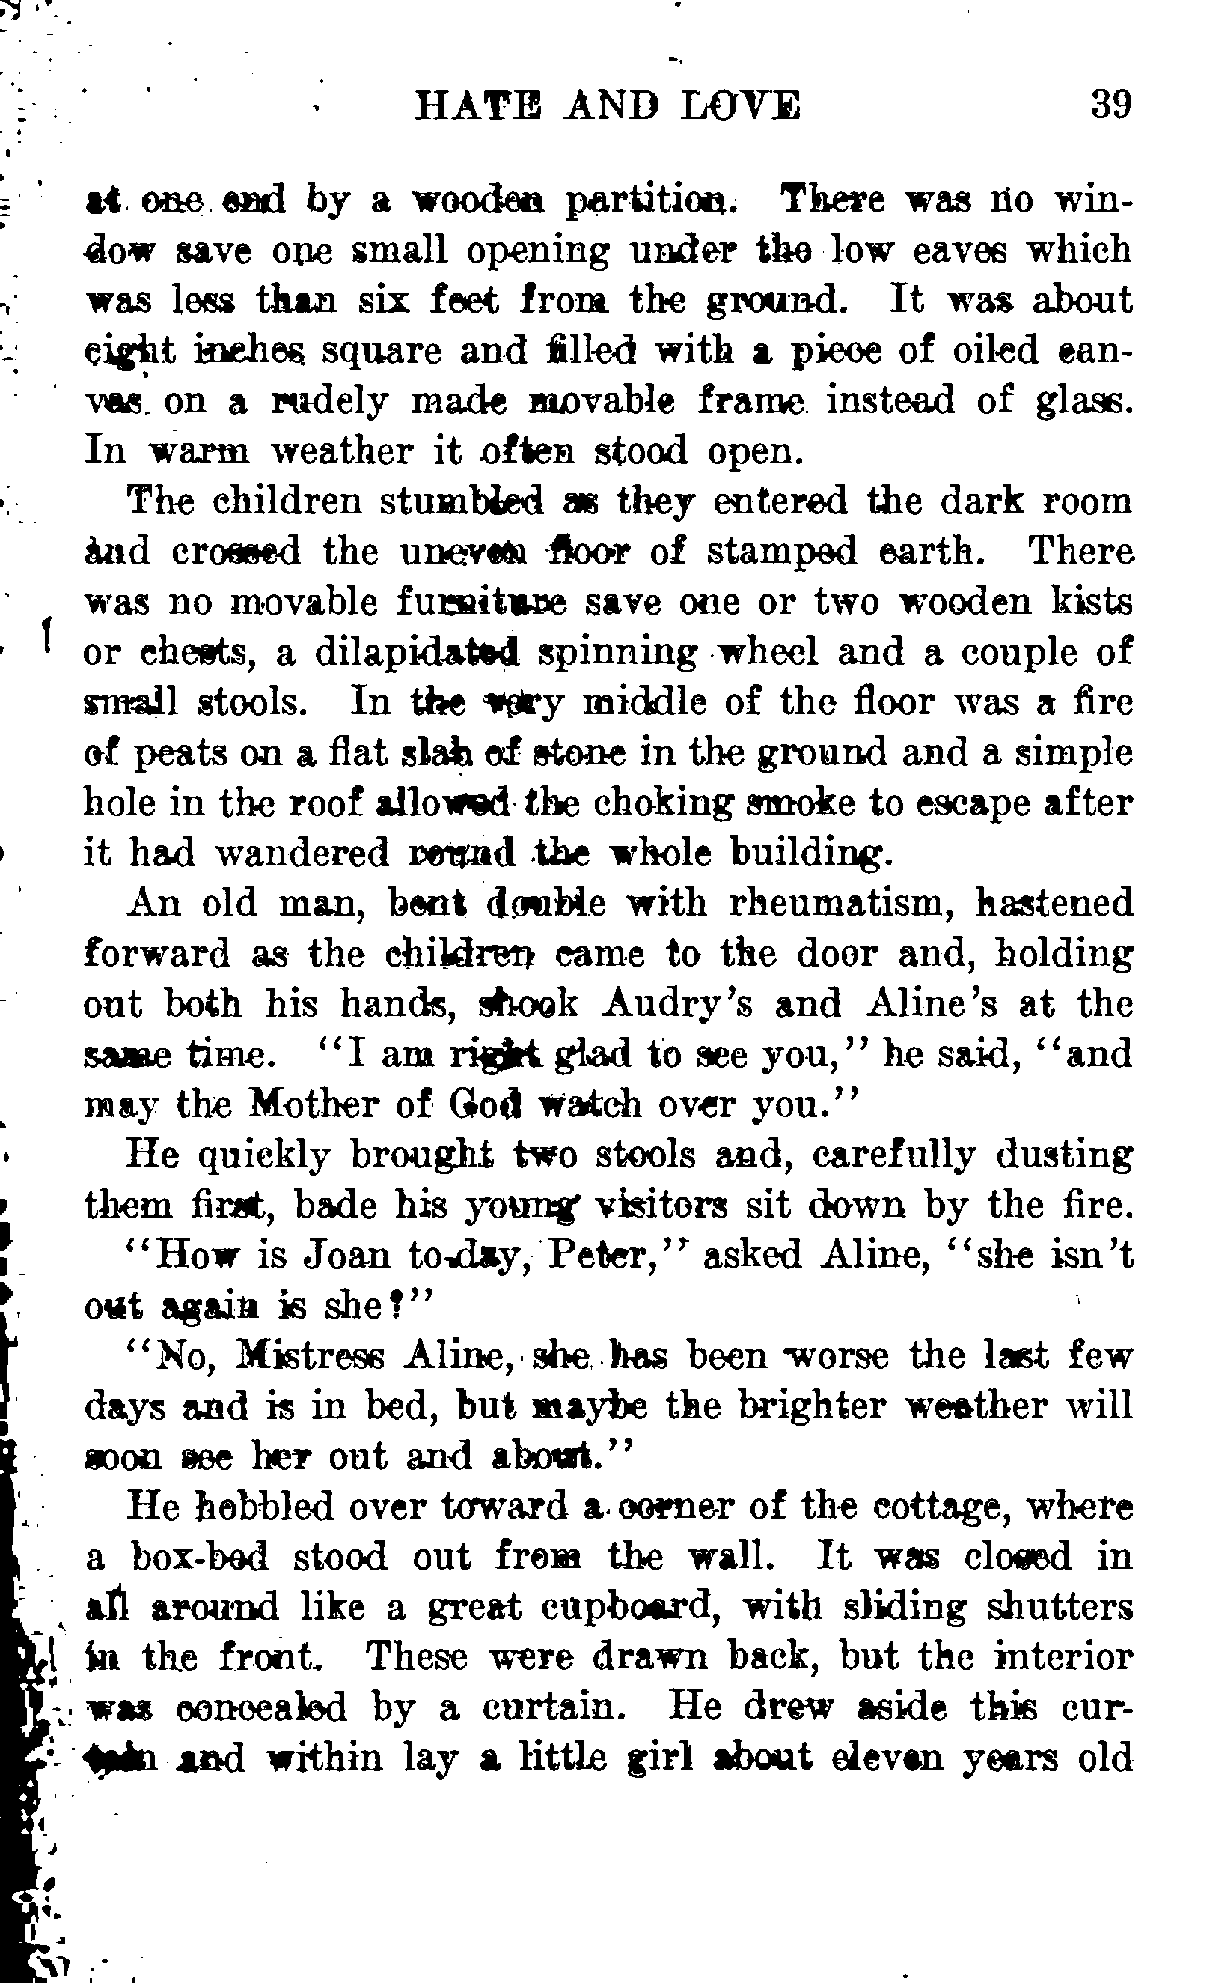 HATE AND LOVE 39
at one end by a wooden partition. There was no win-
dow save one small opening under the low eaves which
was less than six feet from the ground. It was about
eight inches square and filled with a piece of oiled can-
vas on a rudely made movable frame instead of glass.
In warm weather it often stood open.
The children stumbled as they entered the dark room
and crossed the uneven floor of stamped earth. There
was no movable furniture save one or two wooden kists
or chests, a dilapidated spinning wheel and a couple of
small stools. In the very middle of the floor was a fire
of peats on a flat slab of stone in the ground and a simple
hole in the roof allowed the choking smoke to escape after
it had wandered round the whole building.
An old man, bent double with rheumatism, hastened
forward as the children came to the door and, holding
out both his hands, shook Audry's and Aline's at the
same time. "I am right glad to see you," he said, "and
may the Mother of God watch over you."
He quickly brought two stools and, carefully dusting
them first, bade his young visitors sit down by the fire.
"How is Joan to-day, Peter," asked Aline, "she isn't
out again is she?"
"No, Mistress Aline, she has been worse the last few
days and is in bed, but maybe the brighter weather will
soon see her out and about."
He hobbled over toward a corner of the cottage, where
a box-bed stood out from the wall. It was closed in
all around like a great cupboard, with sliding shutters
in the front. These were drawn back, but the interior
was concealed by a curtain. He drew aside this cur-
tain and within lay a little girl about eleven years old